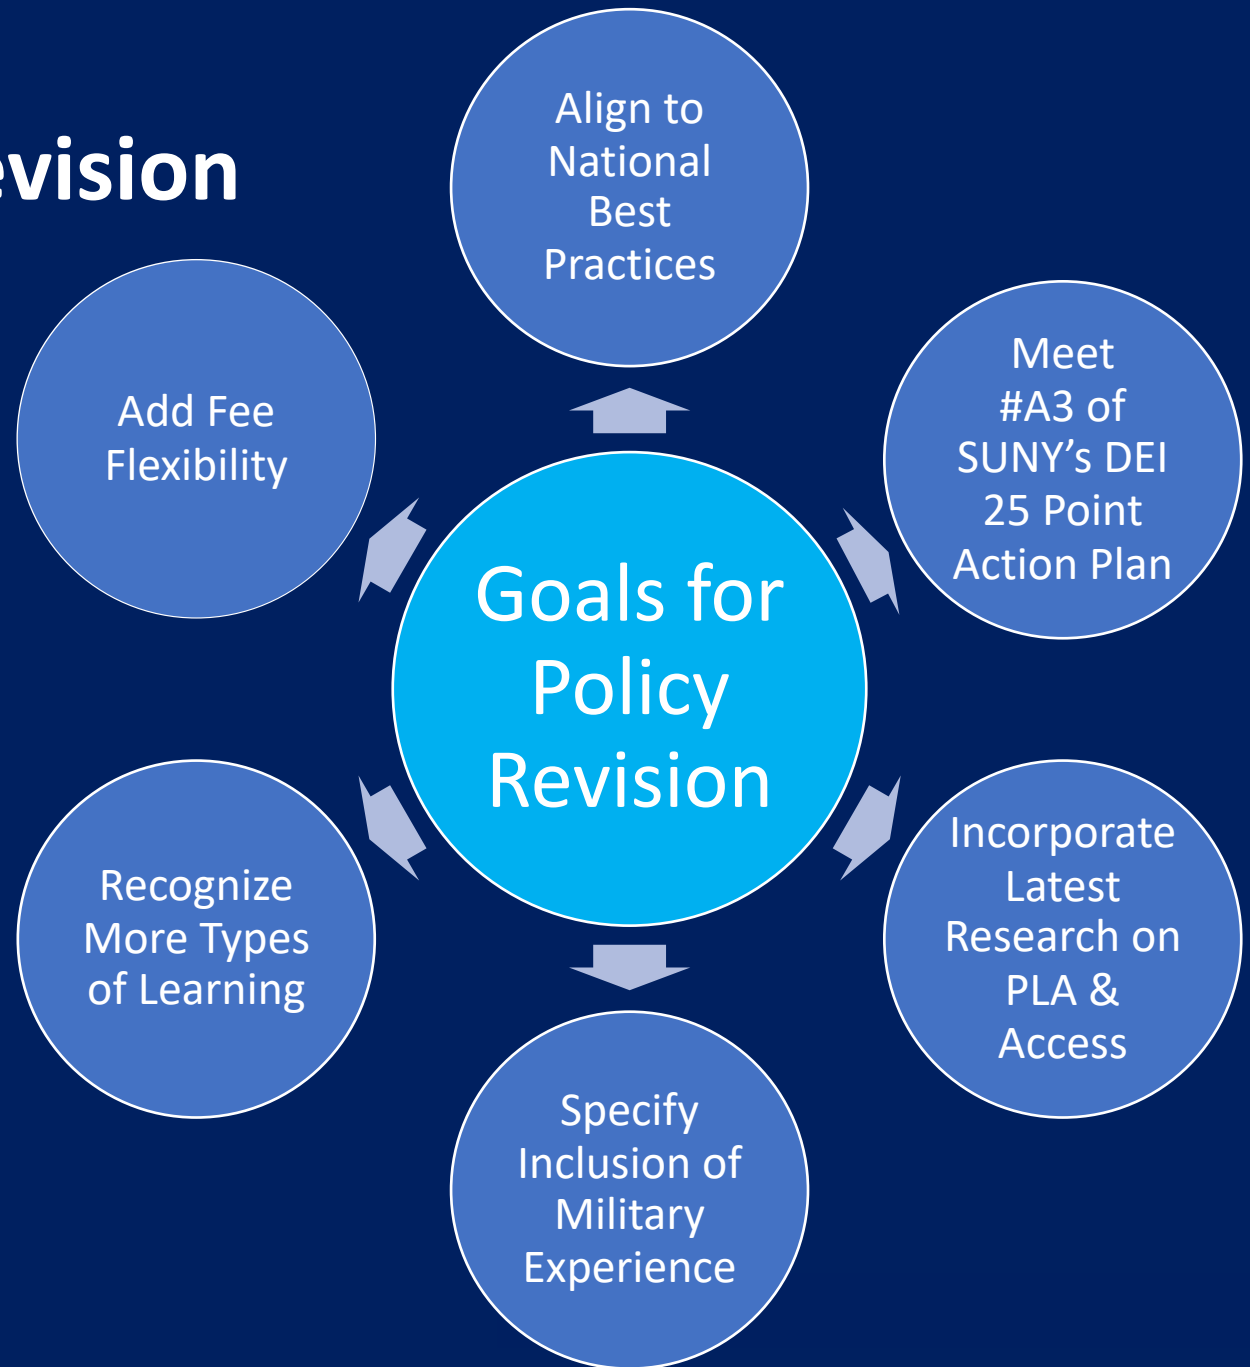 evision
Align to
National
Best
Practices
Meet
#A3 of
SUNY’s DEI
25 Point
Action Plan
Incorporate
Latest
Research on
PLA &
Access
Specify
Inclusion of
Military
Experience
Recognize
More Types
of Learning
Add Fee
Flexibility
Goals for
Policy
Revision